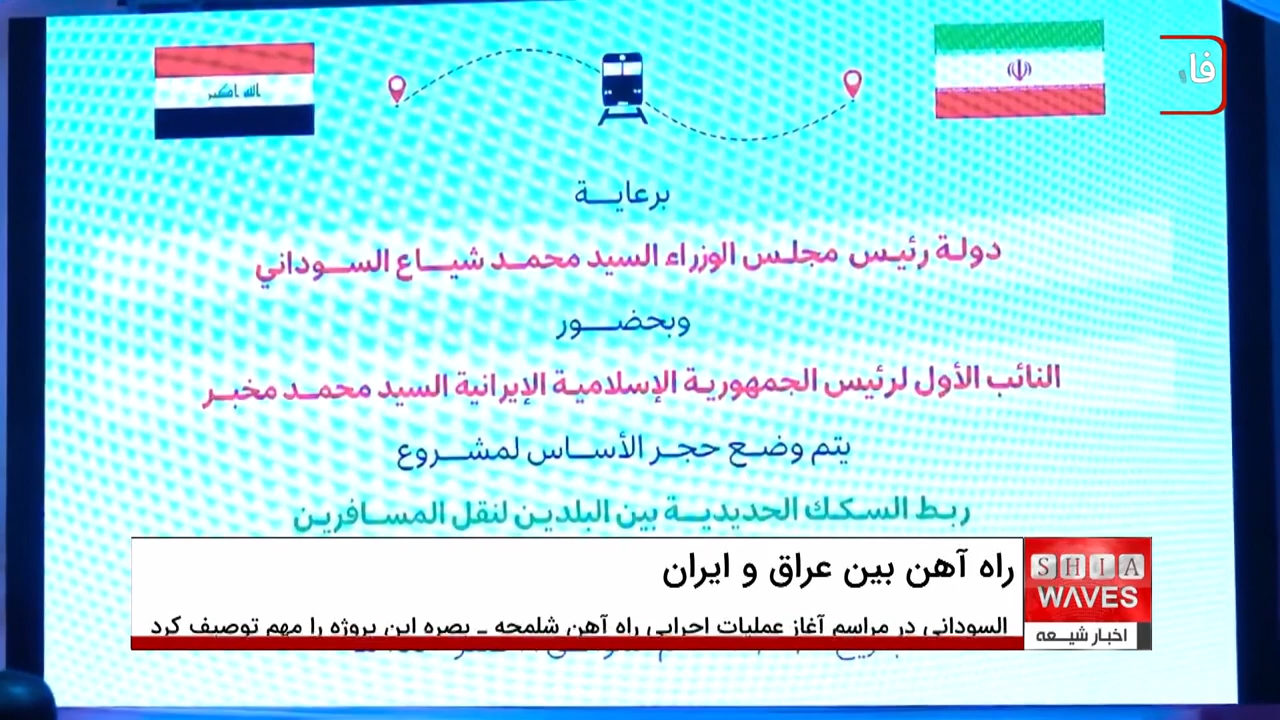 الله اكبر
فا
برعاية
دولة رئيس مجلس الوزراء السيد محمد شياع السوداني
وبحضور
النائب الأول لرئيس الجمهورية الإسلامية الإيرانية السيد محمد مخبر
يتم وضع حجر الأساس لمشروع
ربط السكك الحديدية بين البلدين لنقل المسافرين
راه آهن بين عراق و ایران
السودانی در مراسم آغاز عملیات اجرایی راه آهن شلمچه ـ بصره این پروژه را مهم توصیف کرد
SHIA
WAVES
اخبار شیعه